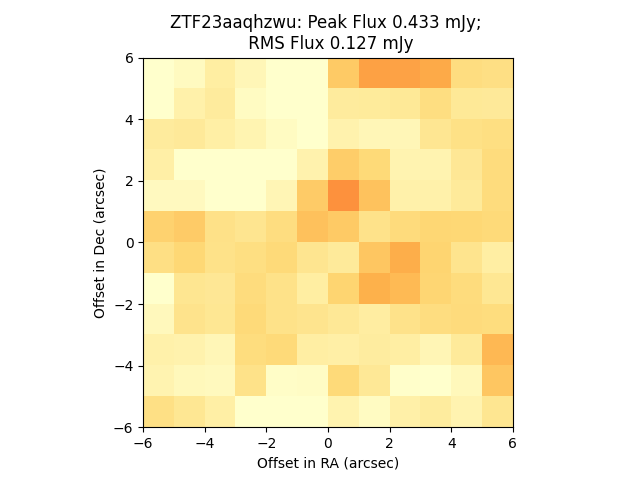 ZTF23aaqhzwu: Peak Flux 0.433 mJy;
RMS Flux 0.127 mJy
6
4
2
0
−2
−4
−6
Offset in Dec (arcsec)
−6 −4 −2 0 2 4 6
Offset in RA (arcsec)